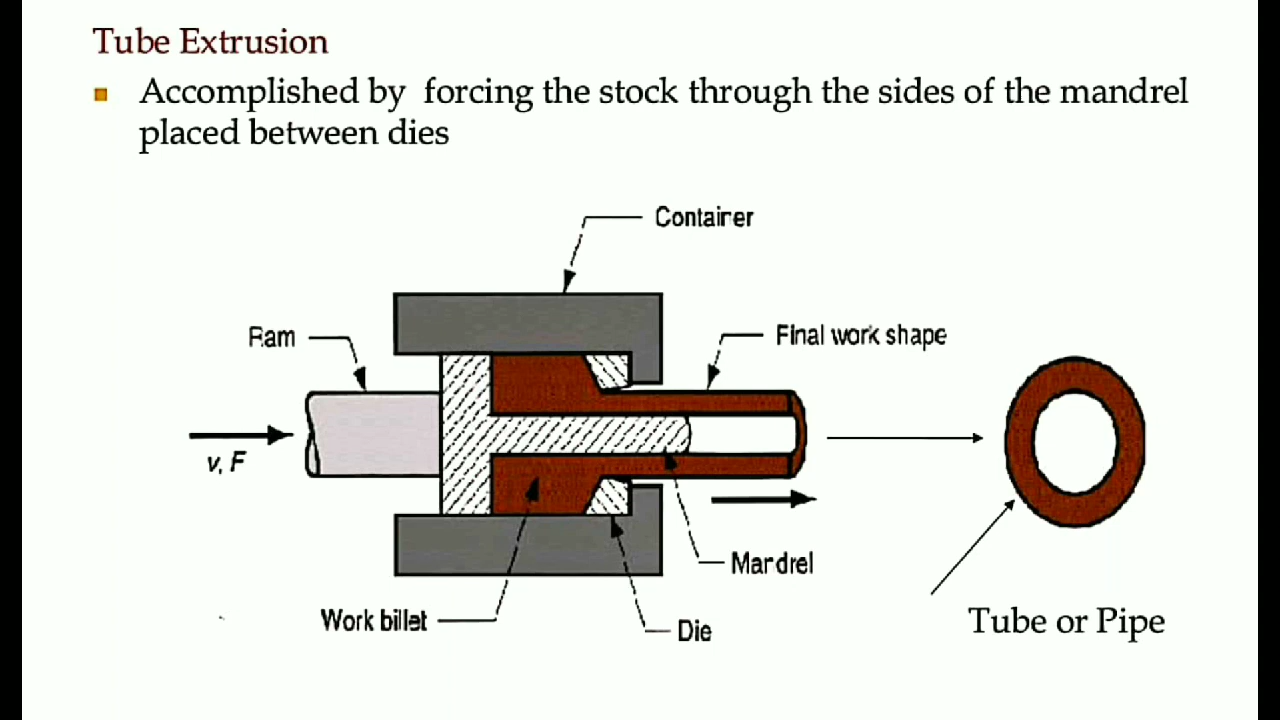 Tube Extrusion
Accomplished by forcing the stock through the sides of the mandrel
placed between dies
Container
Ram
Final work shape
v, F
Mandrel
Work billet
Die
Tube or Pipe